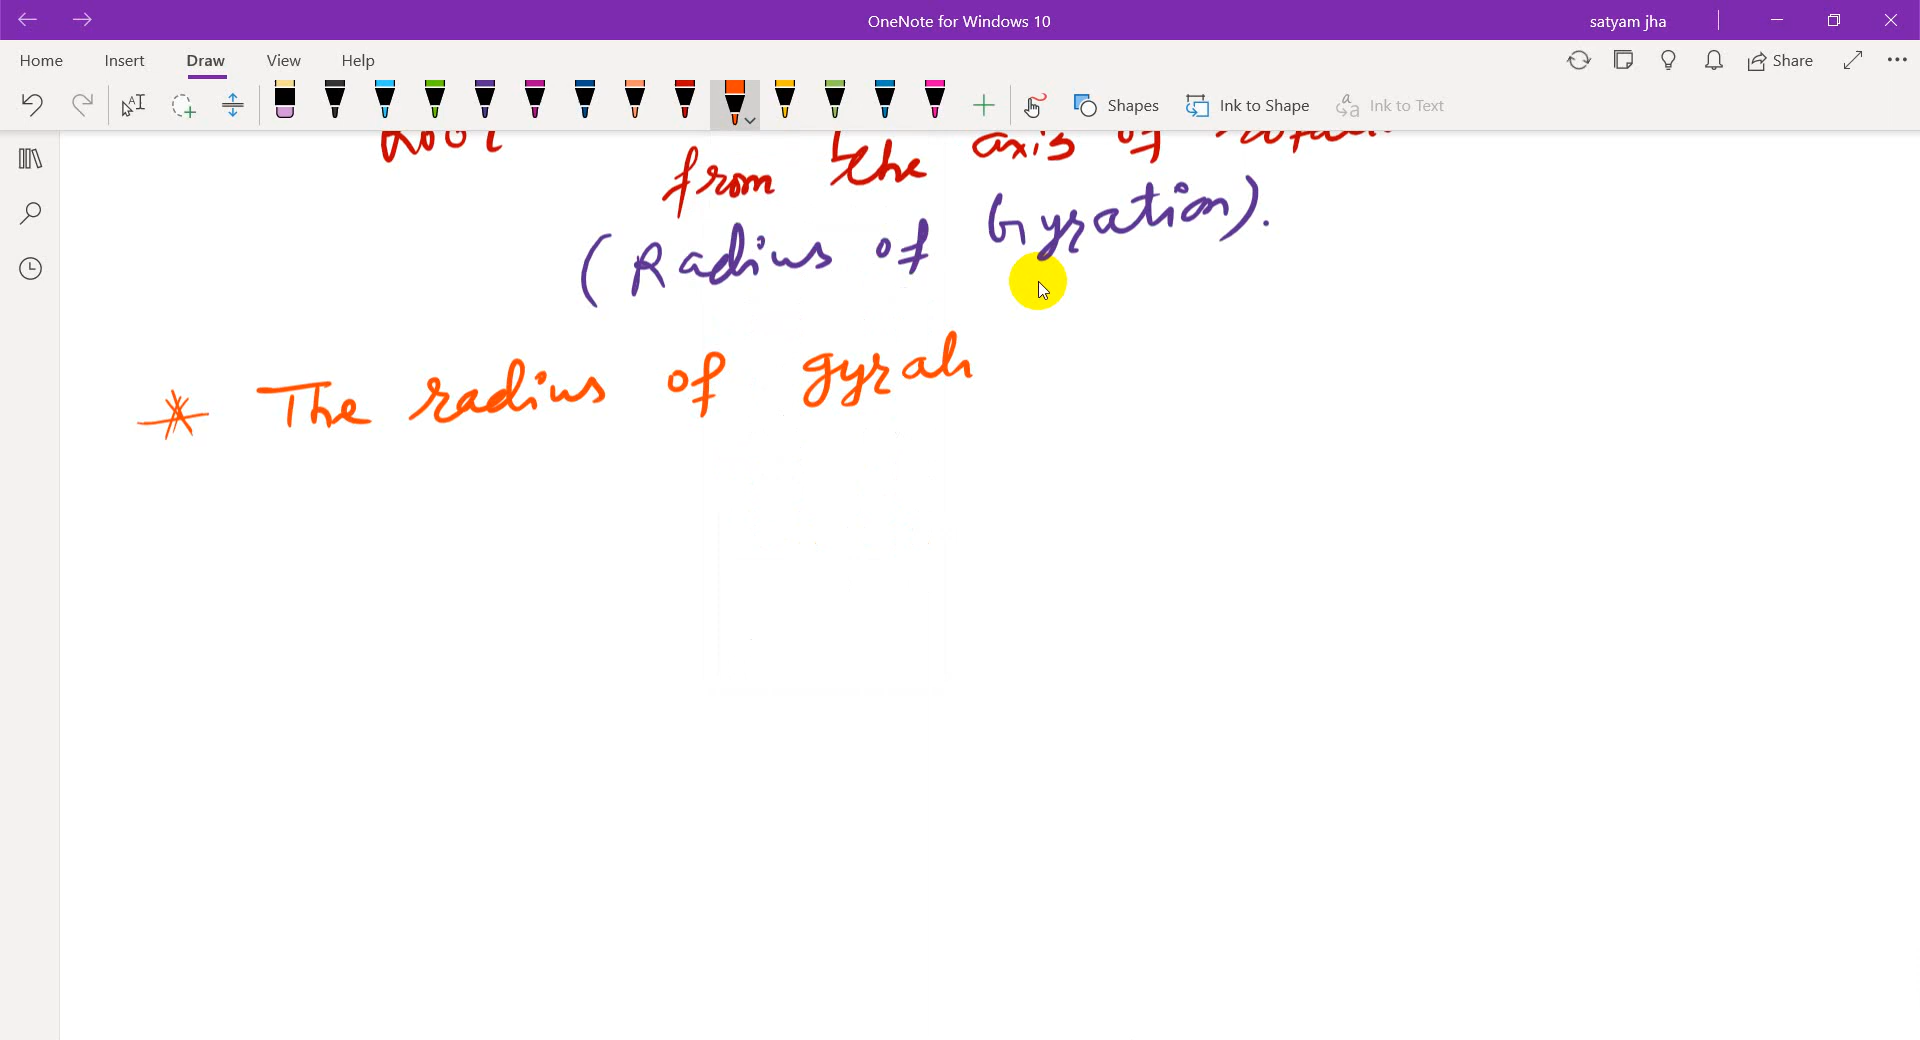 OneNote for Windows 10
satyam jha
Home Insert Draw View Help
Share
Shapes Ink to Shape Ink to Text
from the axis of
(Radius of Gyration).
* The radius of gyrah